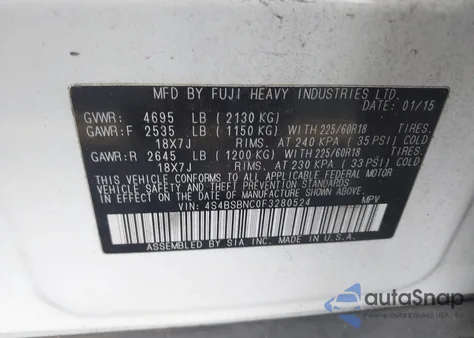 MFD BY FUJI HEAVY INDUSTRIES LTD.
DATE: 01/15
GVWR: 4695 LB (2130 KG)
GAWR:F 2535 LB (1150 KG) WITH 225/60R18 TIRES.
18X7J RIMS. AT 240 KPA ( 35 PSI) COLD
GAWR:R 2645 LB (1200 KG) WITH 225/60R18 TIRES.
18X7J RIMS. AT 230 KPA ( 33 PSI) COLD
THIS VEHICLE CONFORMS TO ALL APPLICABLE FEDERAL MOTOR
VEHICLE SAFETY AND THEFT PREVENTION STANDARDS IN EFFECT
ON THE DATE OF MANUFACTURE SHOWN ABOVE.
VIN: 4S4BSBNC0F3280524 MPV
ASSEMBLED BY SIA INC. MADE IN U.S.A.
autoSnap